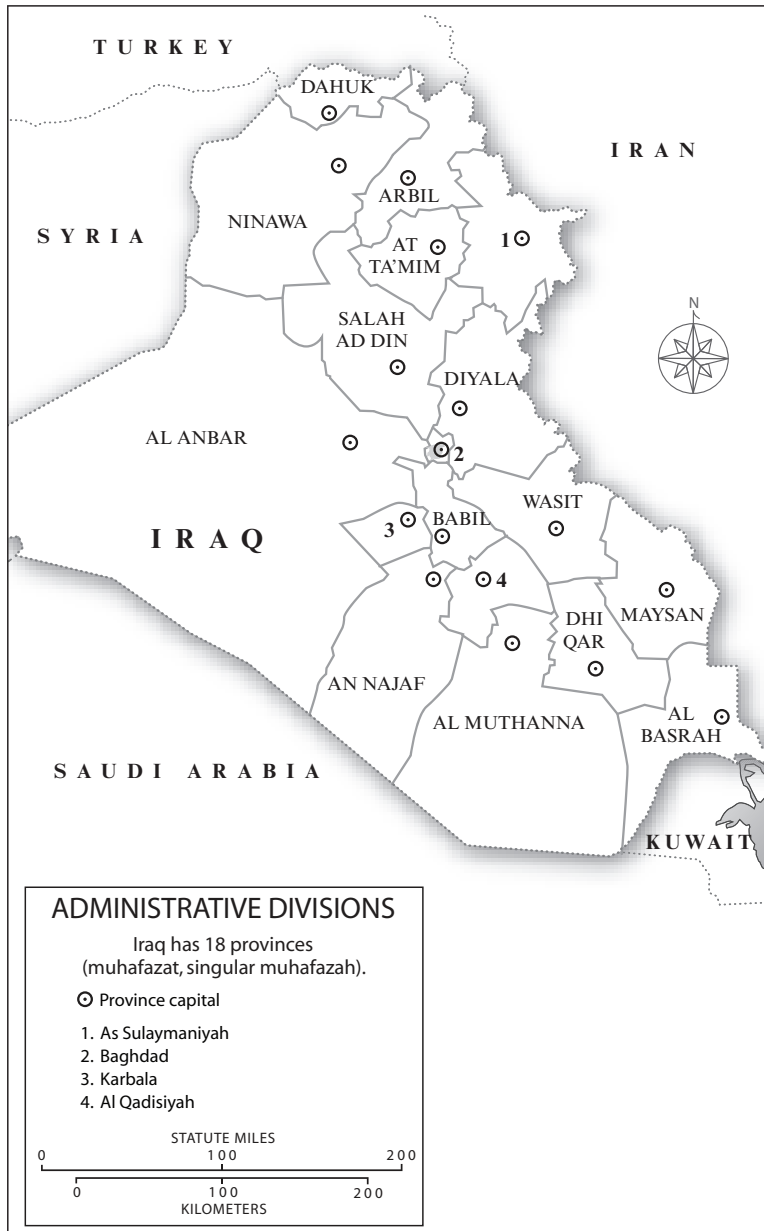 TURKEY
DAHUK
IRAN
ARBIL
NINAWA
SYRIA
1
AT
TA’MIM
N
SALAH
AD DIN
DIYALA
AL ANBAR
2
WASIT
BABIL
3
IRAQ
4
DHI
QAR
MAYSAN
AN NAJAF
AL MUTHANNA
AL
BASRAH
SAUDI ARABIA
KUWAIT
ADMINISTRATIVE DIVISIONS
Iraq has 18 provinces
(muhafazat, singular muhafazah).
Province capital
1. As Sulaymaniyah
2. Baghdad
3. Karbala
4. Al Qadisiyah
STATUTE MILES
0 100 200
0 100 200
KILOMETERS